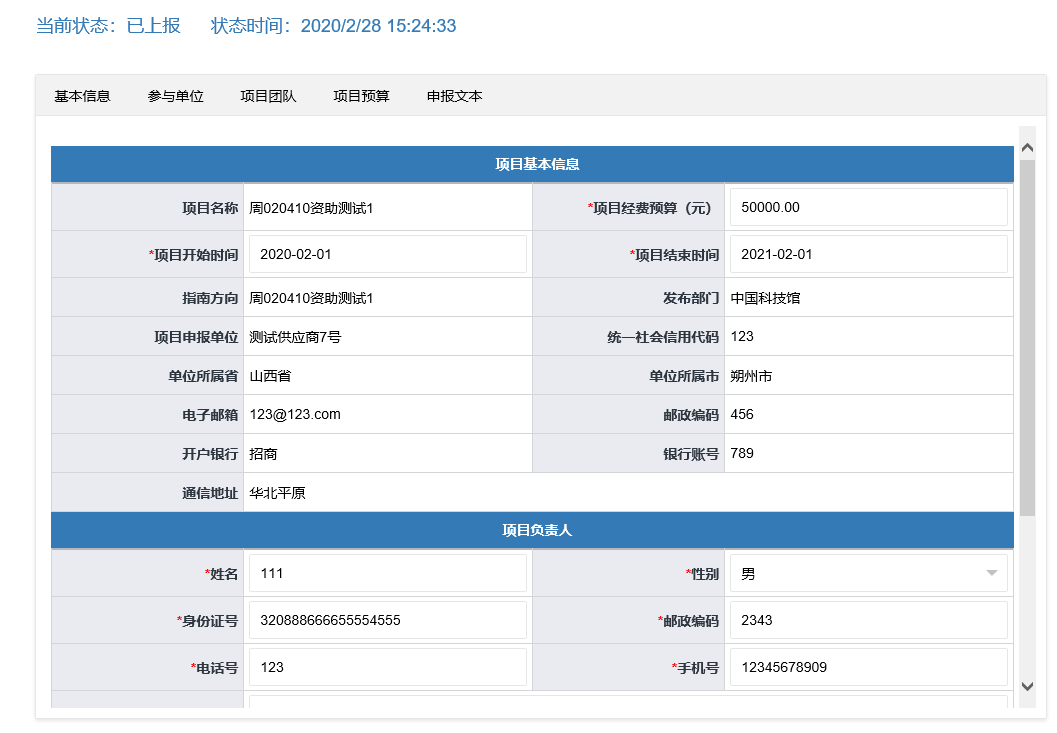 当前状态：已上报 状态时间：2020/2/28 15:24:33
基本信息 参与单位 项目团队 项目预算 申报文本
项目基本信息
项目名称 周020410资助测试1 *项目经费预算（元） 50000.00
*项目开始时间 2020-02-01 *项目结束时间 2021-02-01
指南方向 周020410资助测试1 发布部门 中国科技馆
项目申报单位 测试供应商7号 统一社会信用代码 123
单位所属省 山西省 单位所属市 朔州市
电子邮箱 123@123.com 邮政编码 456
开户银行 招商 银行账号 789
通信地址 华北平原
项目负责人
*姓名 111 *性别 男
*身份证号 320888666655554555 *邮政编码 2343
*电话号 123 *手机号 12345678909